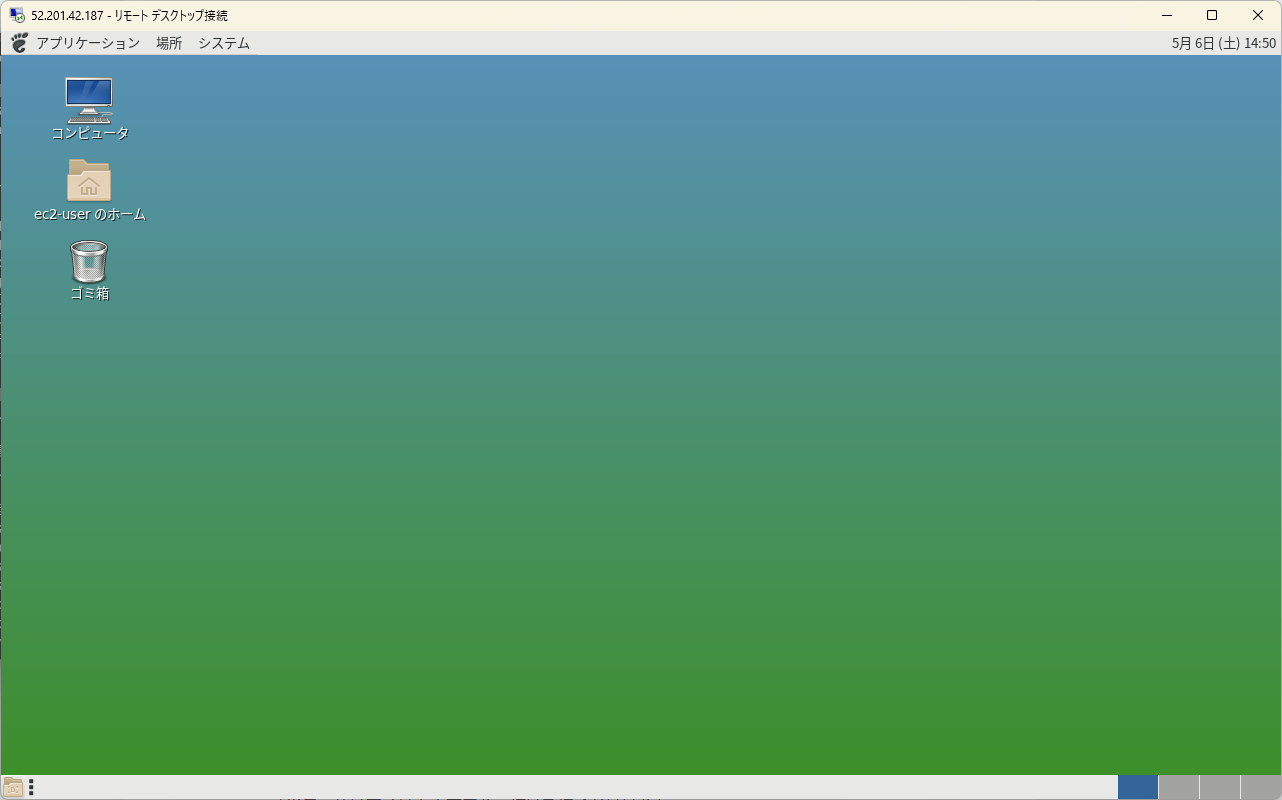 52.201.42.187 - リモート デスクトップ接続
アプリケーション 場所 システム 5月 6日 (土) 14:50
コンピュータ
ec2-user のホーム
ゴミ箱